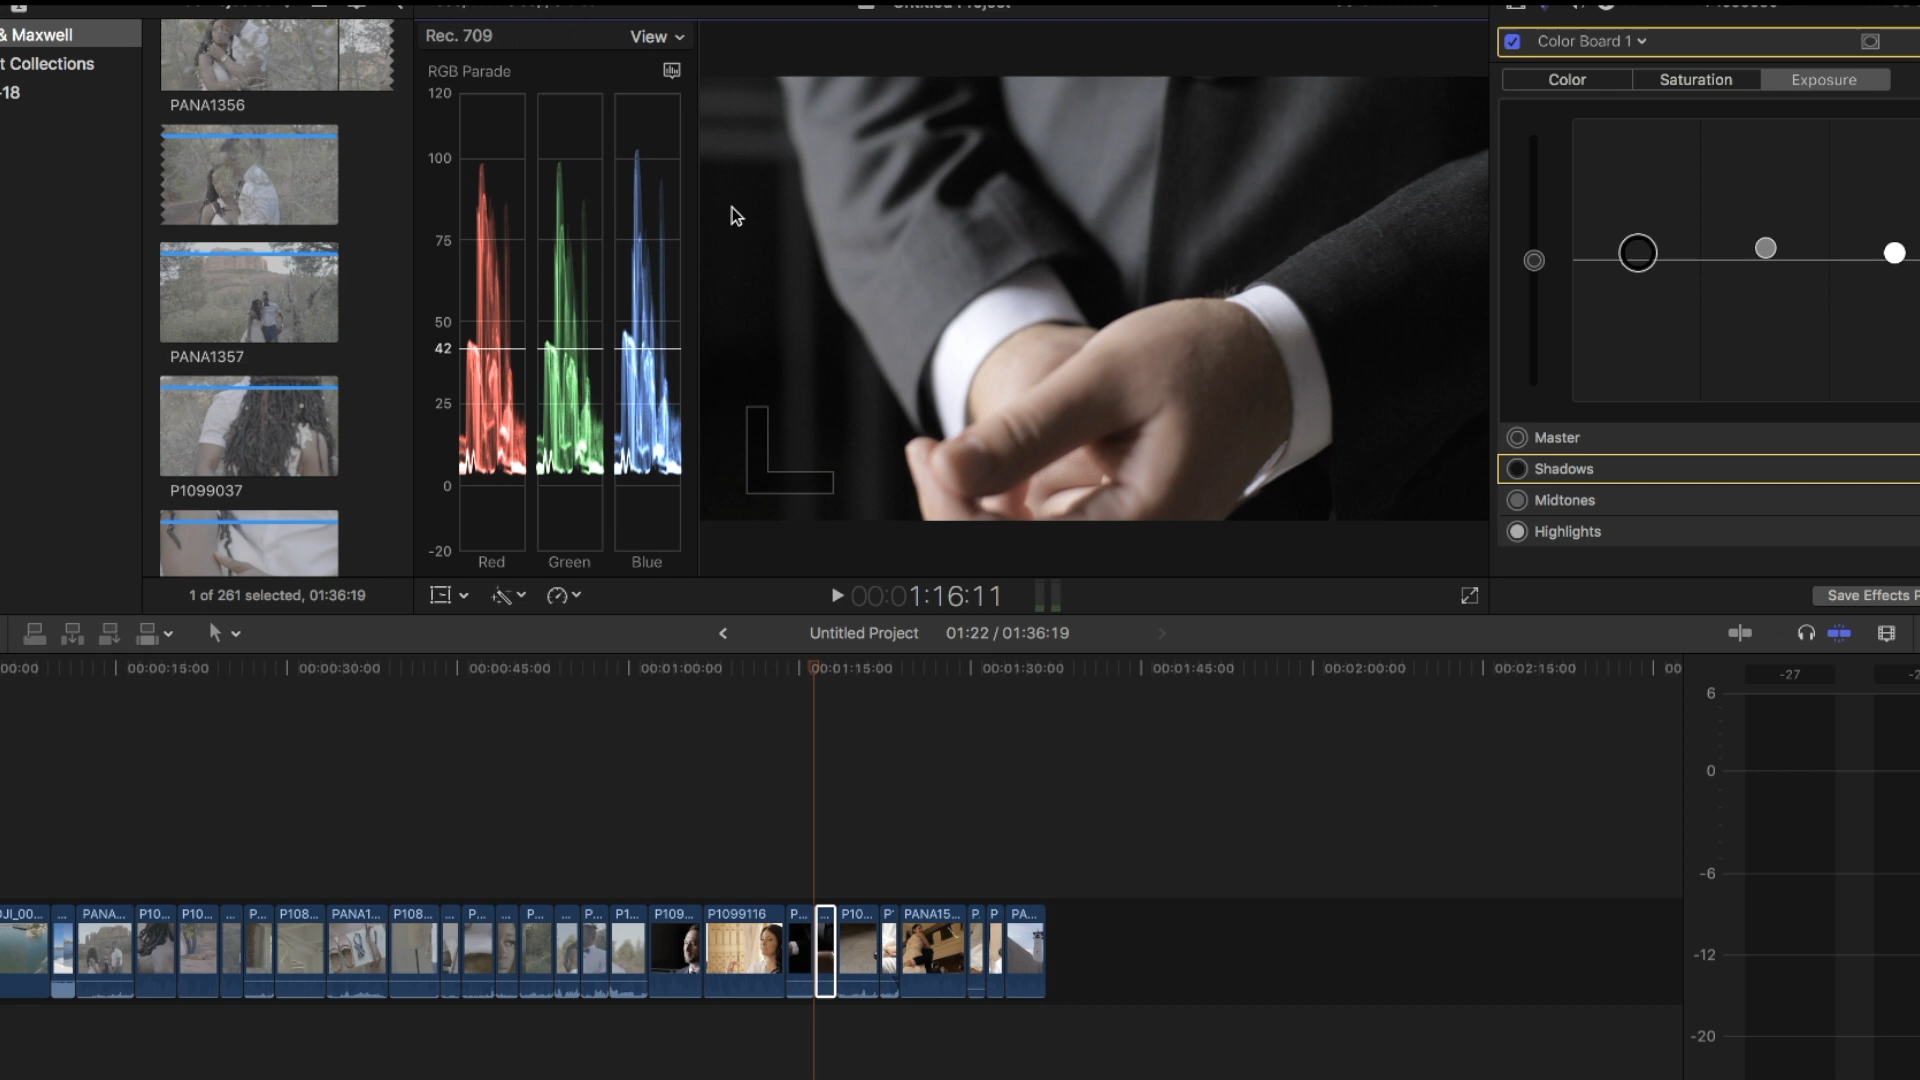 Untitled Project
& Maxwell
t Collections
-18
PANA1356
PANA1357
P1099037
1 of 261 selected, 01:36:19
Rec. 709
View
RGB Parade
120
100
75
50
42
25
0
-20
Red Green Blue
00:01:16:11
Color Board 1
Color Saturation Exposure
Master
Shadows
Midtones
Highlights
Save Effects P
Untitled Project 01:22 / 01:36:19
00:00 00:00:15:00 00:00:30:00 00:00:45:00 00:01:00:00 00:01:15:00 00:01:30:00 00:01:45:00 00:02:00:00 00:02:15:00 00
-27 -2
6
0
-6
-12
-20
DJI_00... ... PANA... P10... P10... ... P... P108... PANA1... P108... ... P... ... P... ... P... P1... P109... P1099116 P... ... P10... P' PANA15... P P PA...